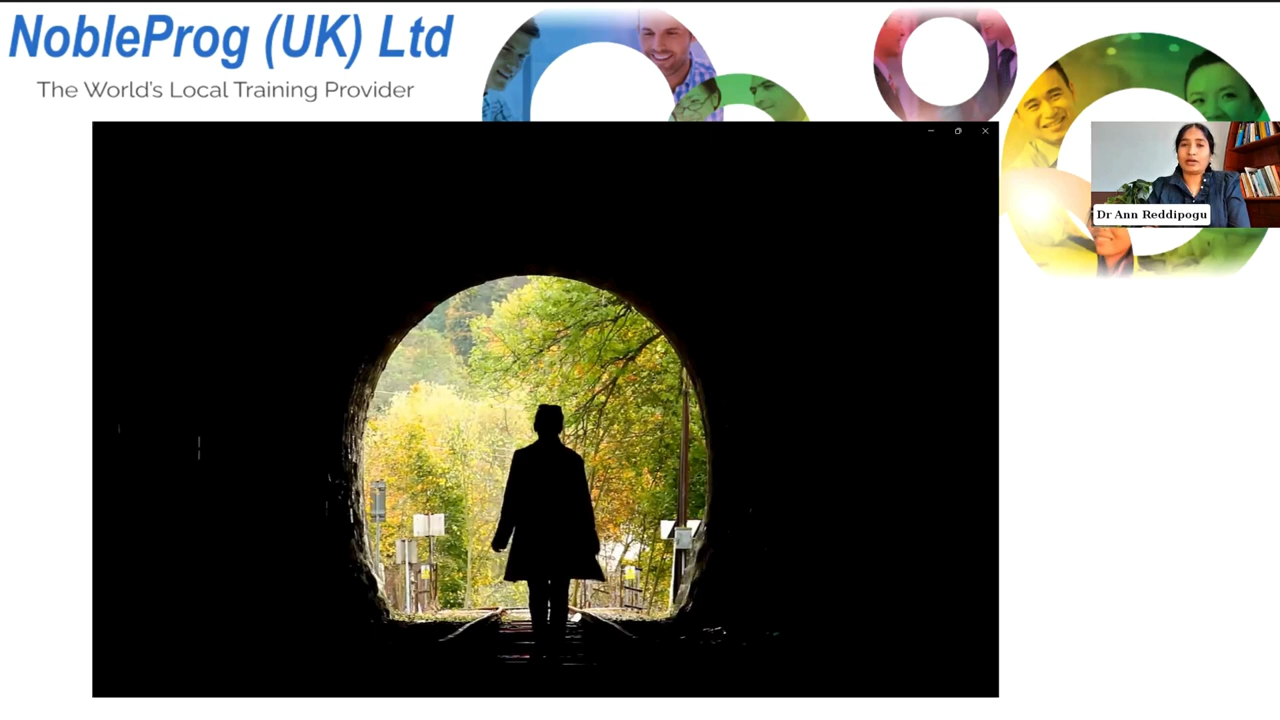 NobleProg (UK) Ltd
The World's Local Training Provider
Dr Ann Reddipogu